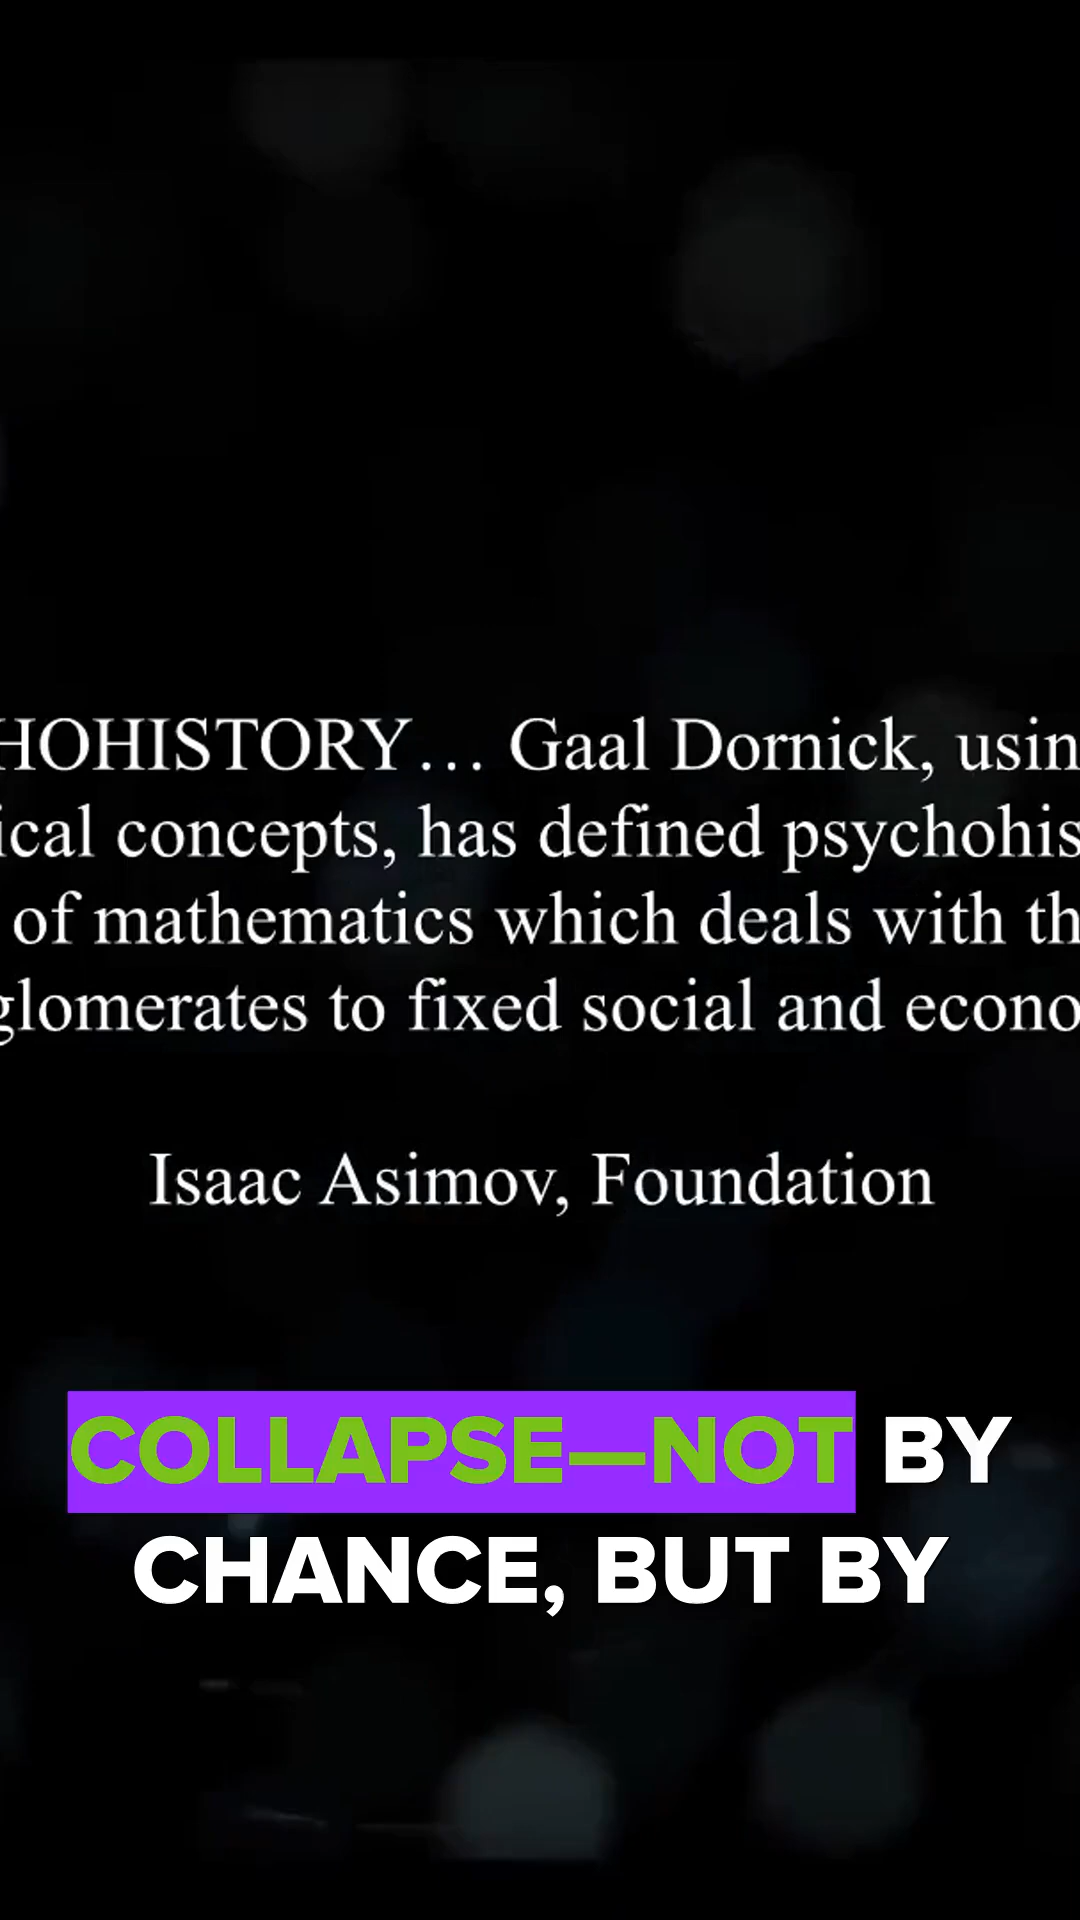 HOHISTORY… Gaal Dornick, usin
ical concepts, has defined psychohis
of mathematics which deals with th
glomerates to fixed social and econo
Isaac Asimov, Foundation
COLLAPSE—NOT BY
CHANCE, BUT BY